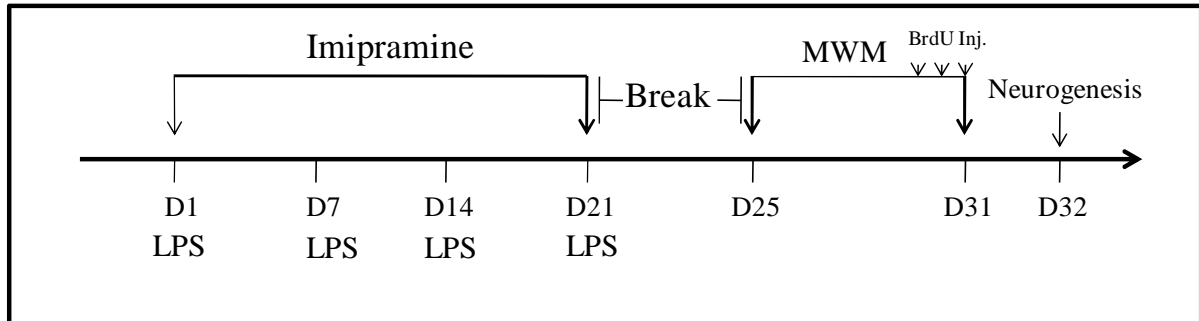 BrdU Inj.
Imipramine
MWM
Break
Neurogenesis
D1 D7 D14 D21 D25 D31 D32
LPS LPS LPS LPS